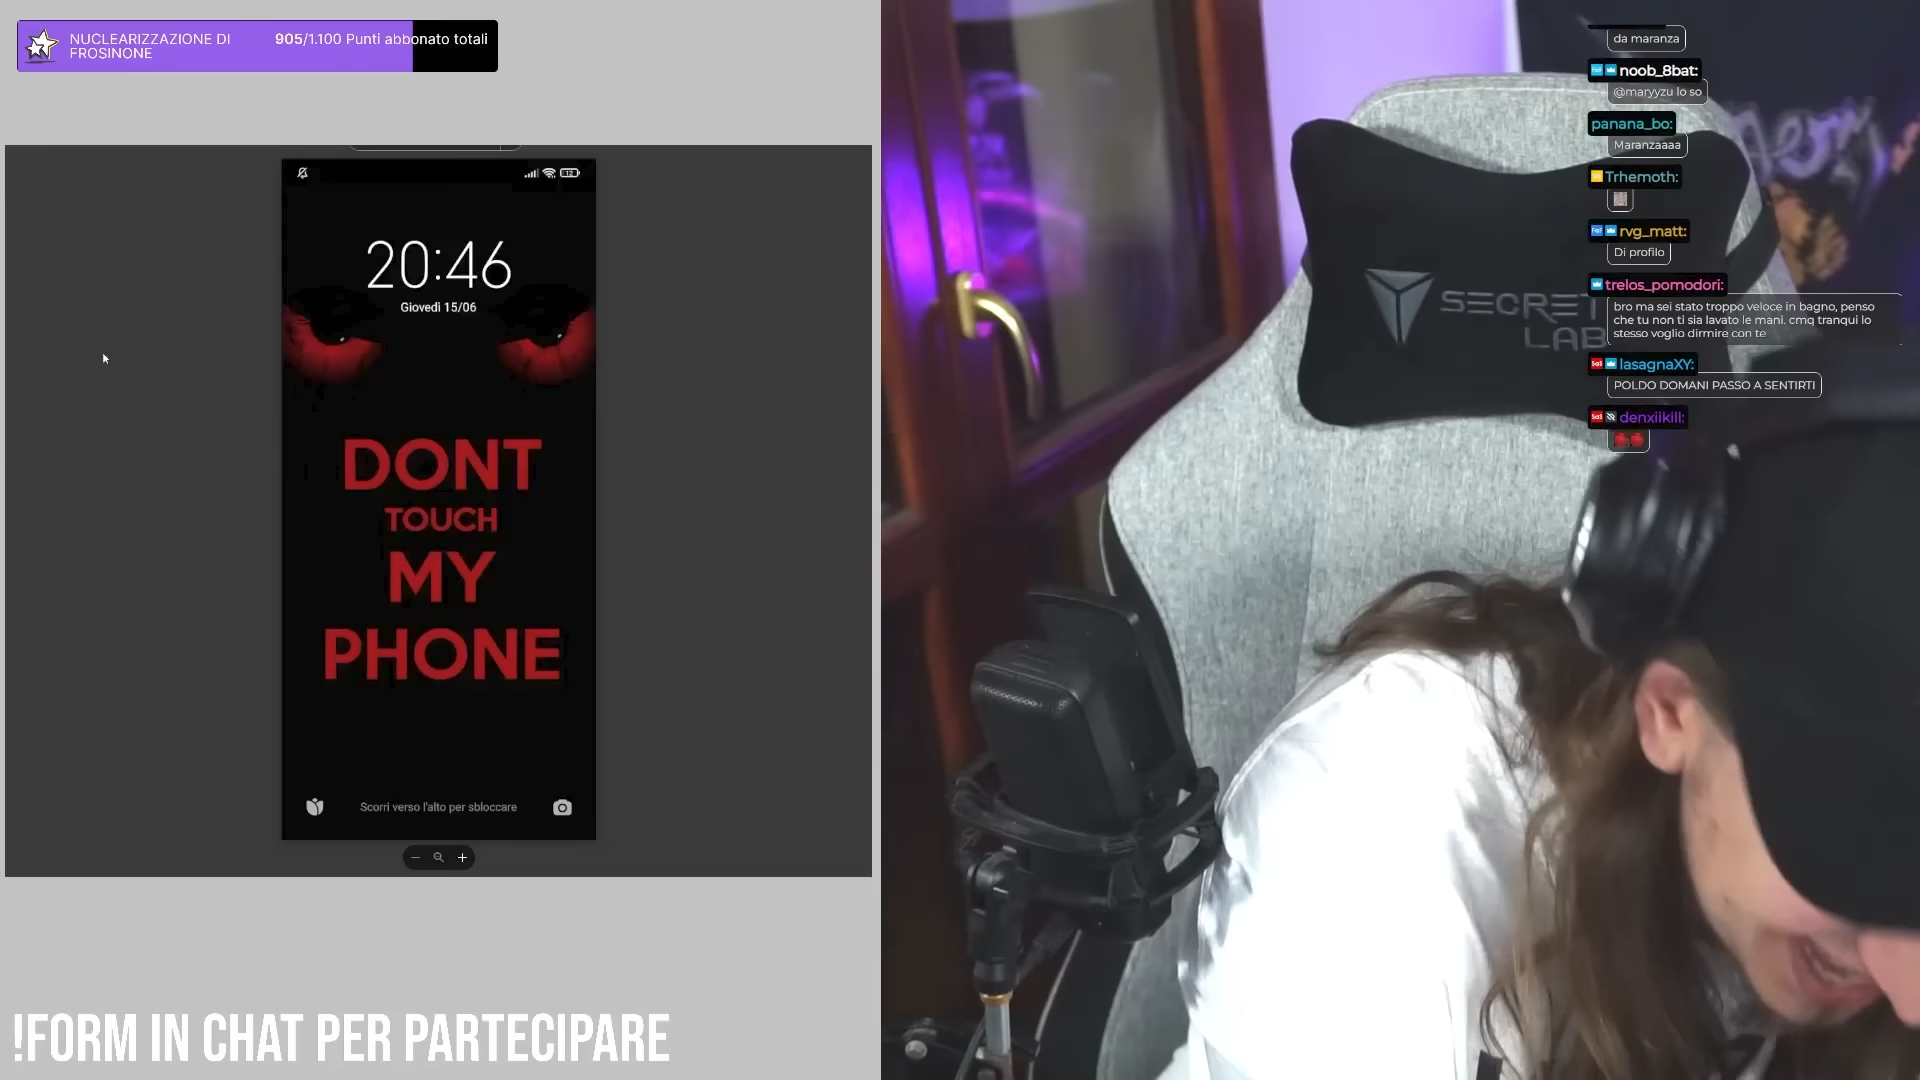 NUCLEARIZZAZIONE DI
FROSINONE
905/1.100 Punti abbonato totali
12
20:46
Giovedì 15/06
DONT
TOUCH
MY
PHONE
Scorri verso l'alto per sbloccare
!FORM IN CHAT PER PARTECIPARE
SECRET
LAB
da maranza
noob_8bat:
@maryyzu lo so
panana_bo:
Maranzaaaa
Trhemoth:
rvg_matt:
Di profilo
trelos_pomodori:
bro ma sei stato troppo veloce in bagno, penso
che tu non ti sia lavato le mani. cmq tranqui lo
stesso voglio dirmire con te
lasagnaXY:
POLDO DOMANI PASSO A SENTIRTI
denxiikill: